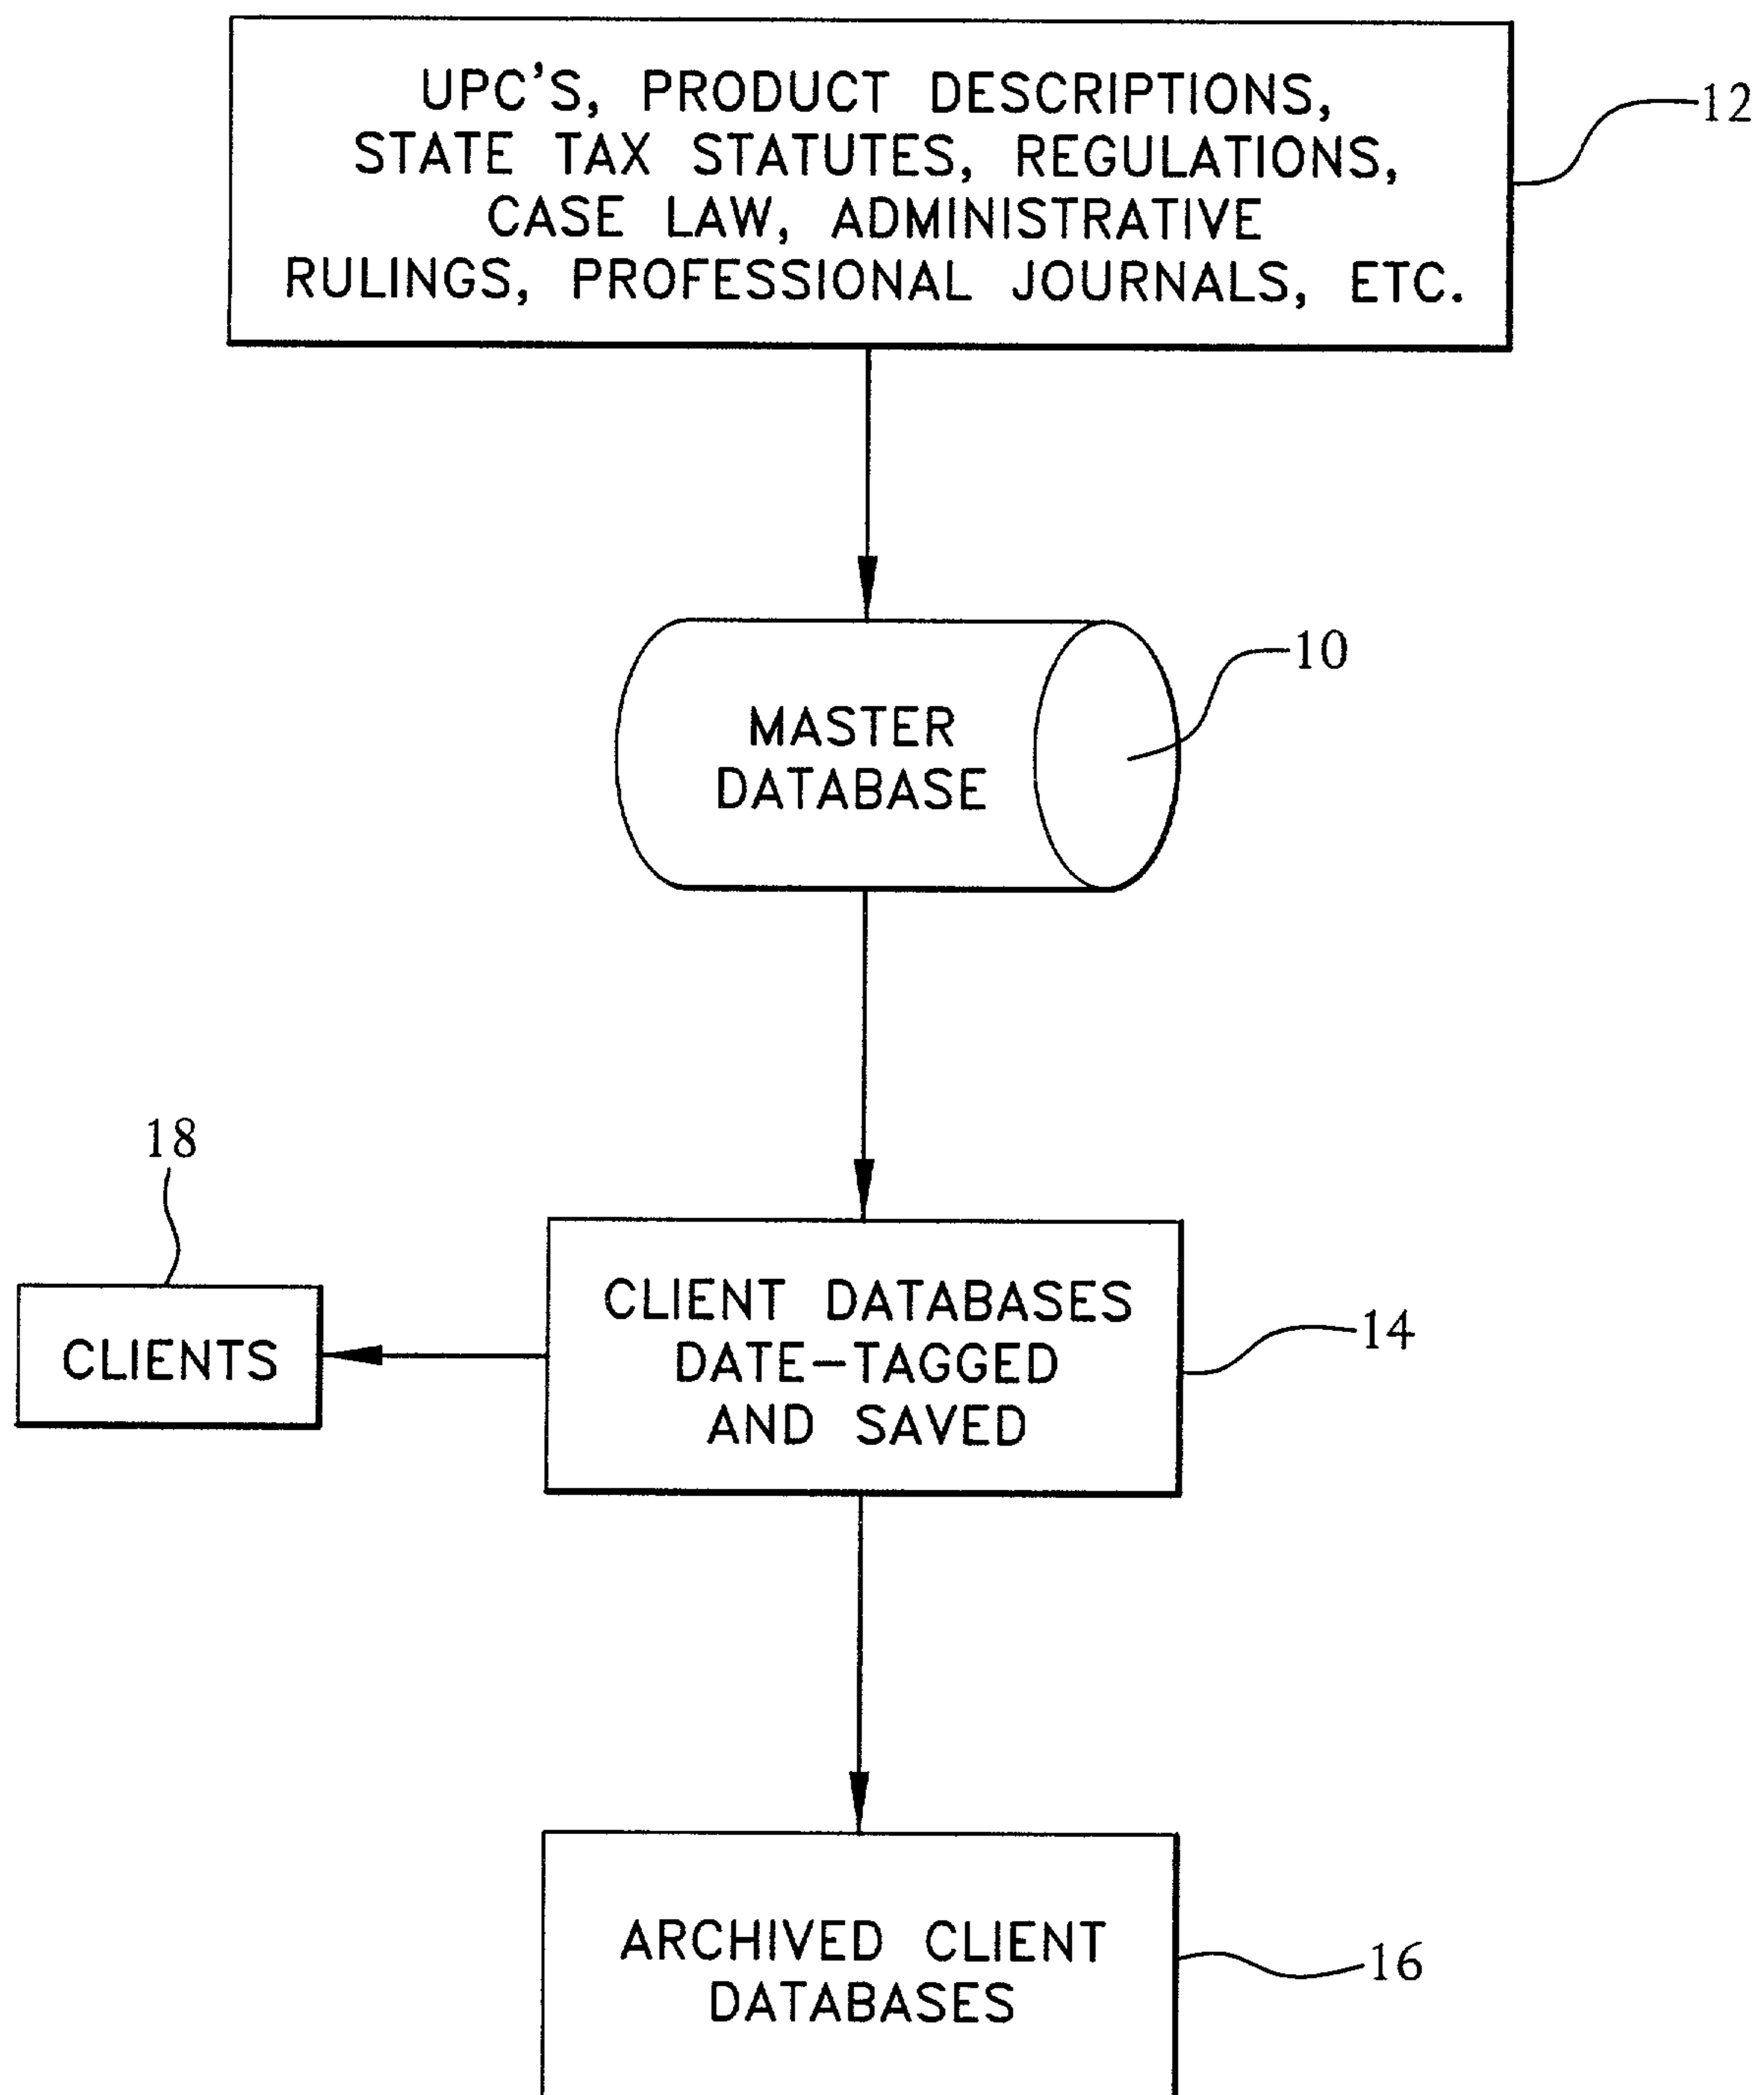 UPC'S, PRODUCT DESCRIPTIONS,
STATE TAX STATUTES, REGULATIONS,
CASE LAW, ADMINISTRATIVE
RULINGS, PROFESSIONAL JOURNALS, ETC.
12
10
MASTER
DATABASE
18
CLIENTS
CLIENT DATABASES
DATE-TAGGED
AND SAVED
14
ARCHIVED CLIENT
DATABASES
16